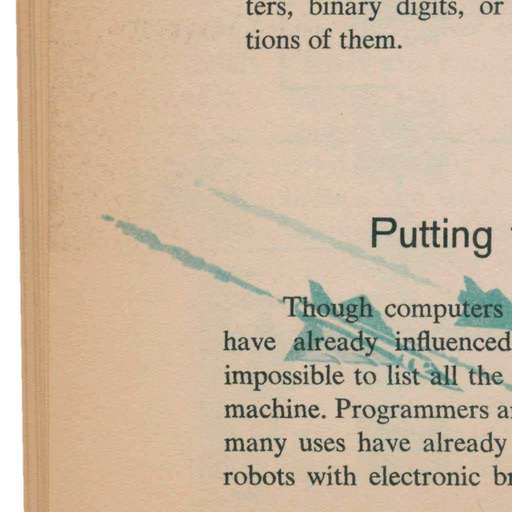 ters, binary digits, or
tions of them.
Putting
Though computers
have already influenced
impossible to list all the
machine. Programmers
many uses have already
robots with electronic